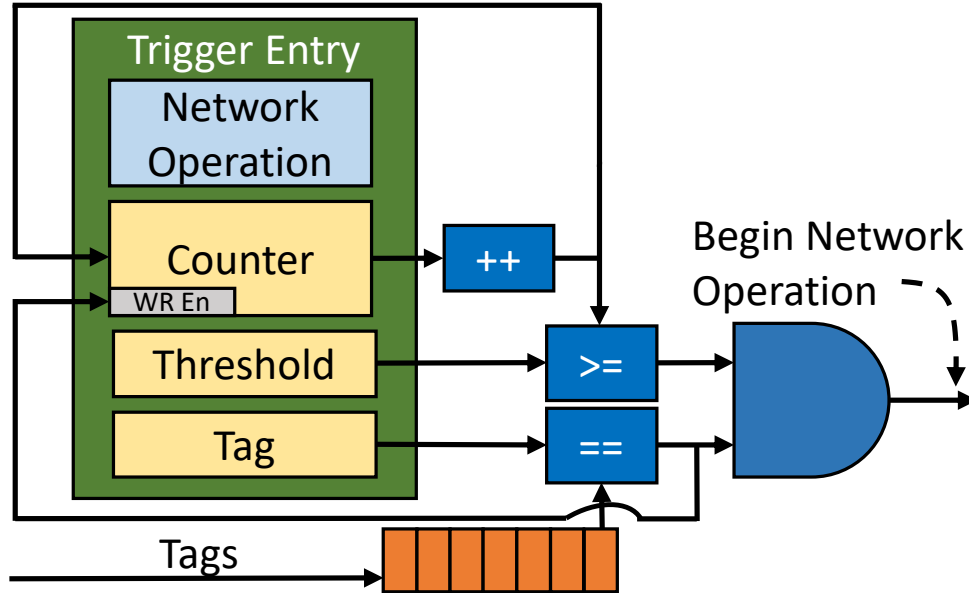 Trigger Entry
Network
Operation
Counter
++
WR En
Begin Network
Operation
Threshold
>=
Tag
==
Tags